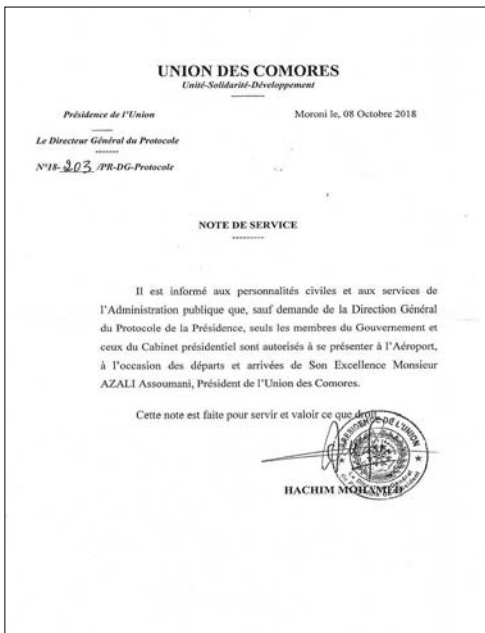 UNION DES COMORES
Unité-Solidarité-Développement
Présidence de l'Union
Moroni le, 08 Octobre 2018
Le Directeur Général du Protocole
N°18-203 /PR-DG-Protocole
NOTE DE SERVICE
Il est informé aux personnalités civiles et aux services de
l'Administration publique que, sauf demande de la Direction Général
du Protocole de la Présidence, seuls les membres du Gouvernement et
ceux du Cabinet présidentiel sont autorisés à se présenter à l'Aéroport,
à l'occasion des départs et arrivées de Son Excellence Monsieur
AZALI Assoumani, Président de l'Union des Comores.
Cette note est faite pour servir et valoir ce que droit.
PRESIDENCE DE L'UNION
HACHIM MOHAMED